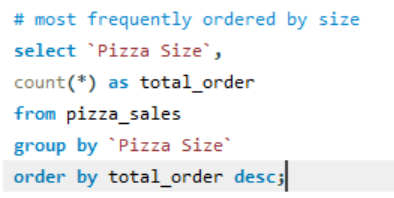 # most frequently ordered by size
select `Pizza Size`,
count(*) as total_order
from pizza_sales
group by `Pizza Size`
order by total_order desc;